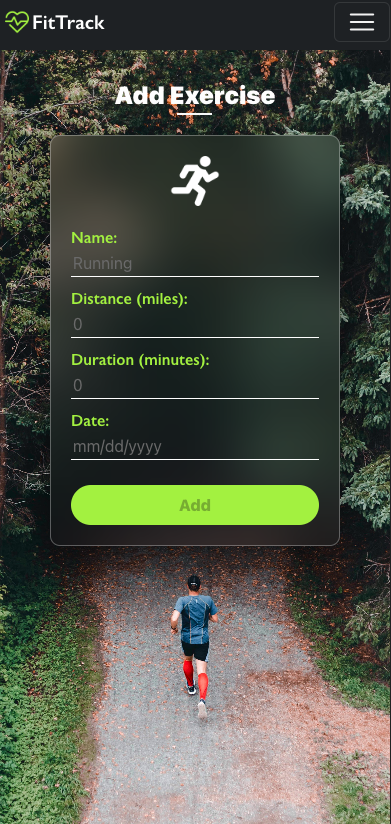 FitTrack
Add Exercise
Name:
Running
Distance (miles):
0
Duration (minutes):
0
Date:
mm/dd/yyyy
Add